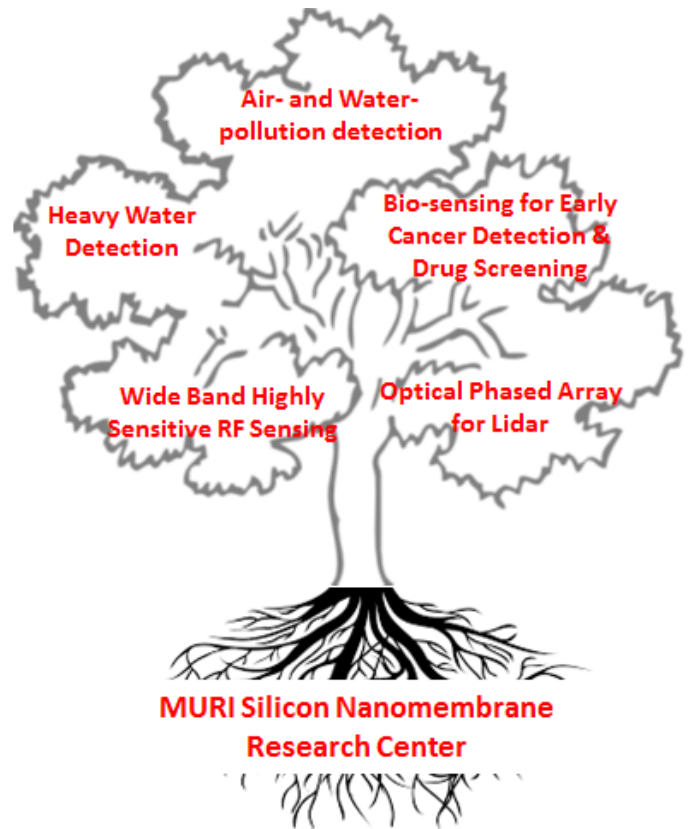 Air- and Water-
pollution detection
Heavy Water
Detection
Bio-sensing for Early
Cancer Detection &
Drug Screening
Wide Band Highly
Sensitive RF Sensing
Optical Phased Array
for Lidar
MURI Silicon Nanomembrane
Research Center